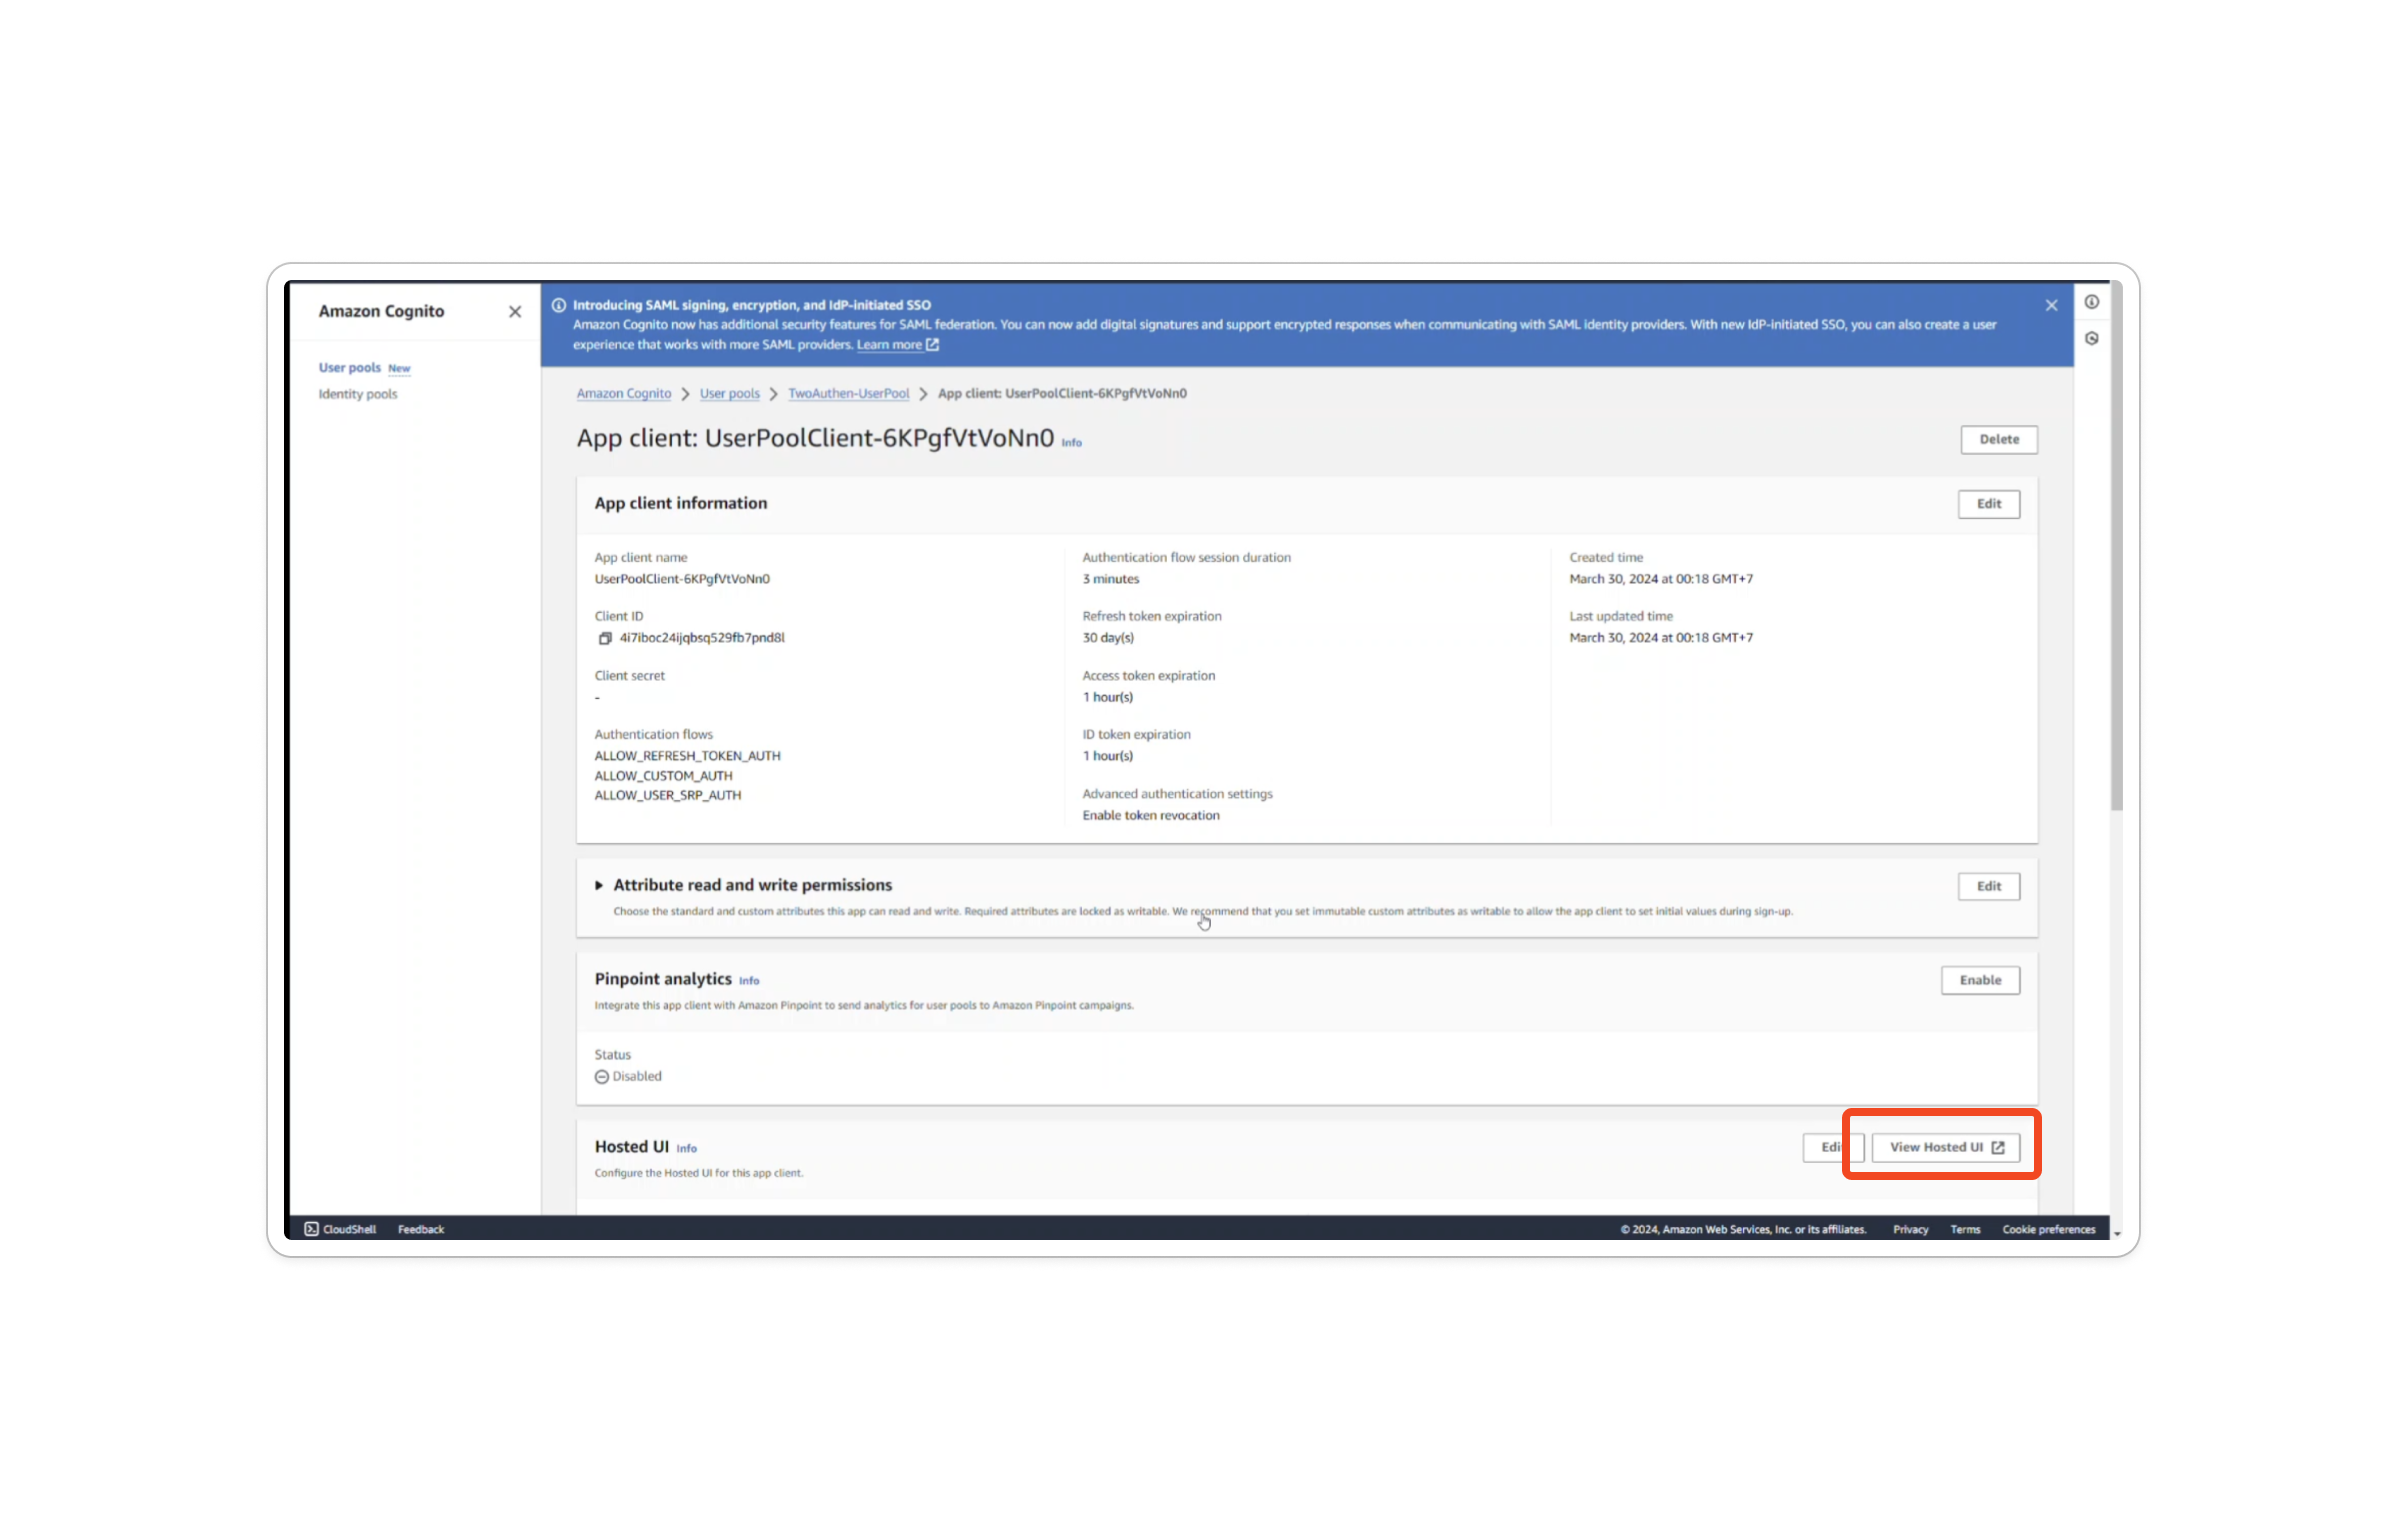 Amazon Cognito
User pools New
Identity pools
Introducing SAML signing, encryption, and IdP-initiated SSO
Amazon Cognito now has additional security features for SAML federation. You can now add digital signatures and support encrypted responses when communicating with SAML identity providers. With new IdP-initiated SSO, you can also create a user
experience that works with more SAML providers. Learn more
Amazon Cognito > User pools > TwoAuthen-UserPool > App client: UserPoolClient-6KPgfVtVoNn0
App client: UserPoolClient-6KPgfVtVoNn0 Info
Delete
App client information
Edit
App client name
UserPoolClient-6KPgfVtVoNn0
Client ID
4i7iboc24ijqbsq529fb7pnd8l
Client secret
-
Authentication flows
ALLOW_REFRESH_TOKEN_AUTH
ALLOW_CUSTOM_AUTH
ALLOW_USER_SRP_AUTH
Authentication flow session duration
3 minutes
Refresh token expiration
30 day(s)
Access token expiration
1 hour(s)
ID token expiration
1 hour(s)
Advanced authentication settings
Enable token revocation
Created time
March 30, 2024 at 00:18 GMT+7
Last updated time
March 30, 2024 at 00:18 GMT+7
Attribute read and write permissions
Edit
Choose the standard and custom attributes this app can read and write. Required attributes are locked as writable. We recommend that you set immutable custom attributes as writable to allow the app client to set initial values during sign-up.
Pinpoint analytics Info
Enable
Integrate this app client with Amazon Pinpoint to send analytics for user pools to Amazon Pinpoint campaigns.
Status
Disabled
Hosted UI Info
Edit
View Hosted UI
Configure the Hosted UI for this app client.
CloudShell Feedback
© 2024, Amazon Web Services, Inc. or its affiliates. Privacy Terms Cookie preferences